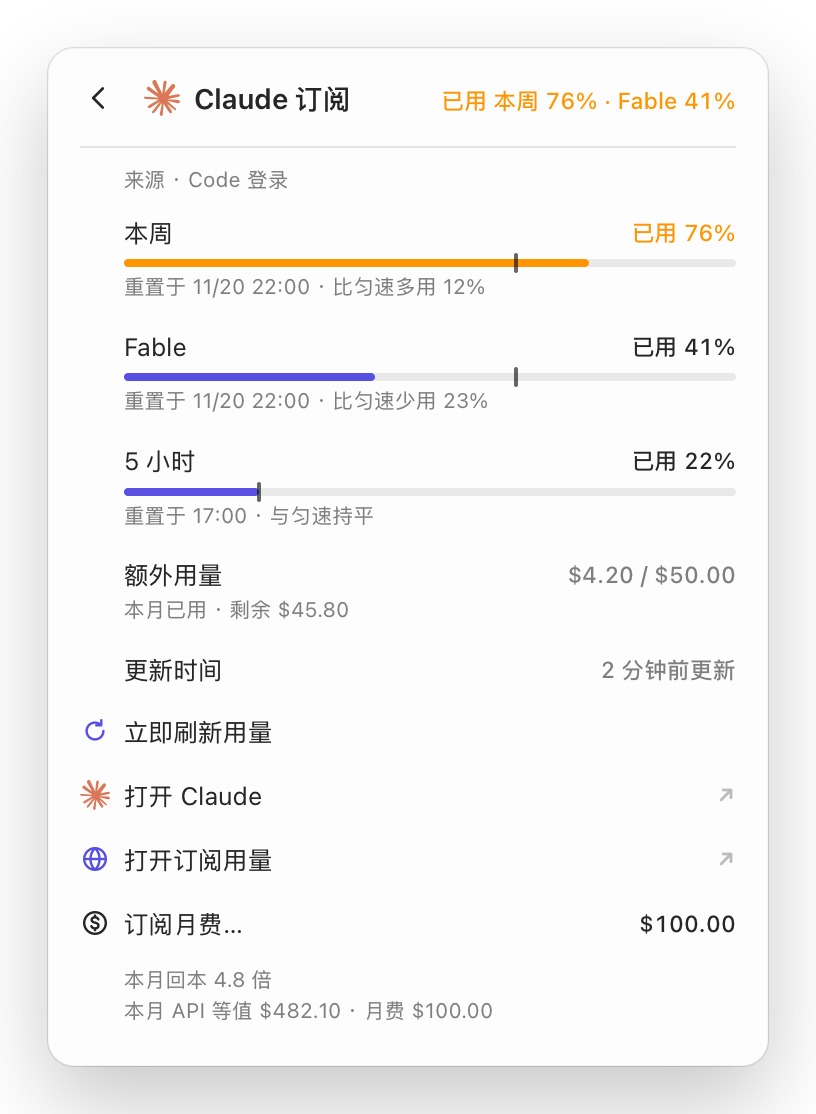 Claude 订阅
已用 本周 76% · Fable 41%
来源 · Code 登录
本周
已用 76%
重置于 11/20 22:00 · 比匀速多用 12%
Fable
已用 41%
重置于 11/20 22:00 · 比匀速少用 23%
5 小时
已用 22%
重置于 17:00 · 与匀速持平
额外用量
$4.20 / $50.00
本月已用 · 剩余 $45.80
更新时间
2 分钟前更新
立即刷新用量
打开 Claude
打开订阅用量
订阅月费...
$100.00
本月回本 4.8 倍
本月 API 等值 $482.10 · 月费 $100.00